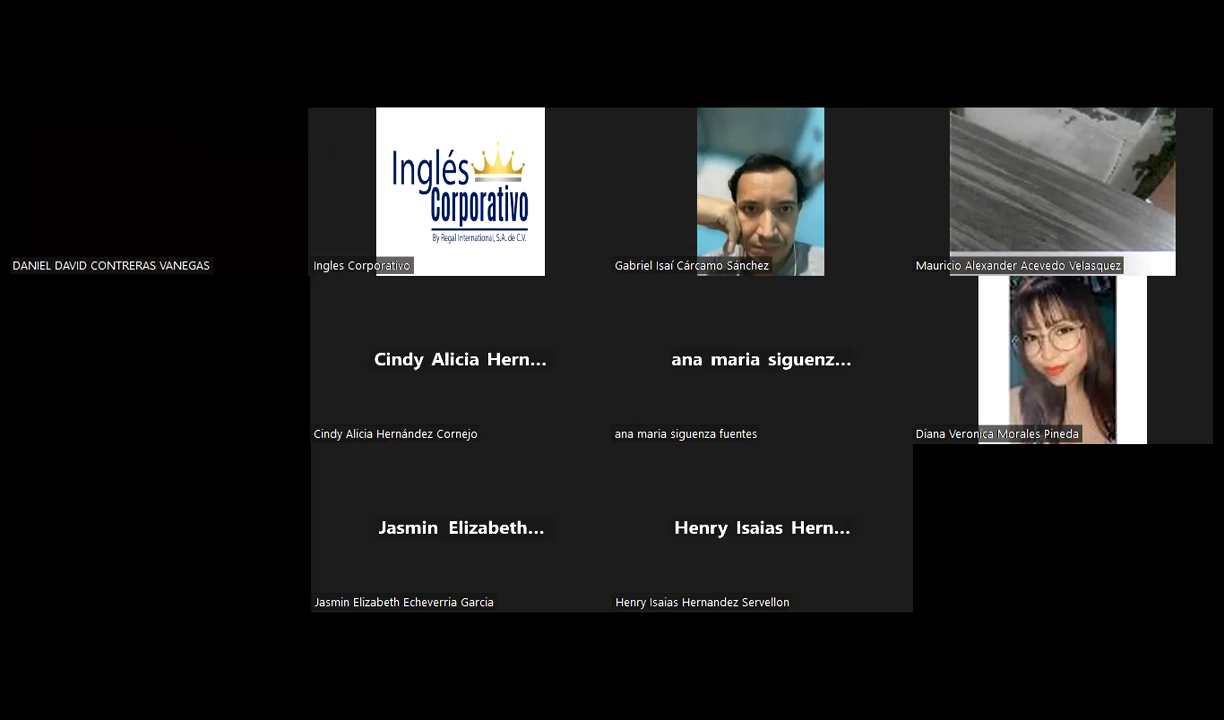 Inglés
Corporativo
By Regal International, S.A. de C.V.
DANIEL DAVID CONTRERAS VANEGAS
Ingles Corporativo
Gabriel Isaí Cárcamo Sánchez
Mauricio Alexander Acevedo Velasquez
Cindy Alicia Hern...
ana maria siguenz...
Cindy Alicia Hernández Cornejo
ana maria siguenza fuentes
Diana Veronica Morales Pineda
Jasmin Elizabeth...
Henry Isaias Hern...
Jasmin Elizabeth Echeverria Garcia
Henry Isaias Hernandez Servellon